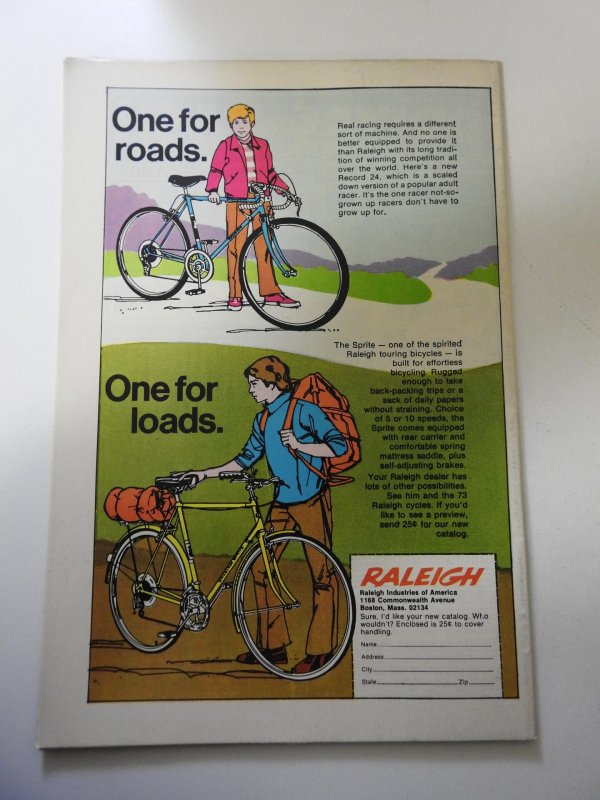 One for
roads.
Real racing requires a different
sort of machine. And no one is
better equipped to provide it
than Raleigh with its long tradi-
tion of winning competition all
over the world. Here's a new
Record 24, which is a scaled
down version of a popular adult
racer. It's the one racer not-so-
grown up racers don't have to
grow up for.
The Sprite — one of the spirited
Raleigh touring bicycles — is
built for effortless
bicycling. Rugged
enough to take
back-packing trips or a
sack of daily papers
without straining. Choice
of 5 or 10 speeds, the
Sprite comes equipped
with rear carrier and
comfortable spring
mattress saddle, plus
self-adjusting brakes.
Your Raleigh dealer has
lots of other possibilities.
See him and the 73
Raleigh cycles. If you'd
like to see a preview,
send 25¢ for our new
catalog.
One for
loads.
RALEIGH
Raleigh Industries of America
1168 Commonwealth Avenue
Boston, Mass. 02134
Sure, I'd like your new catalog. Who
wouldn't? Enclosed is 25¢ to cover
handling.
Name
Address
City
State Zip